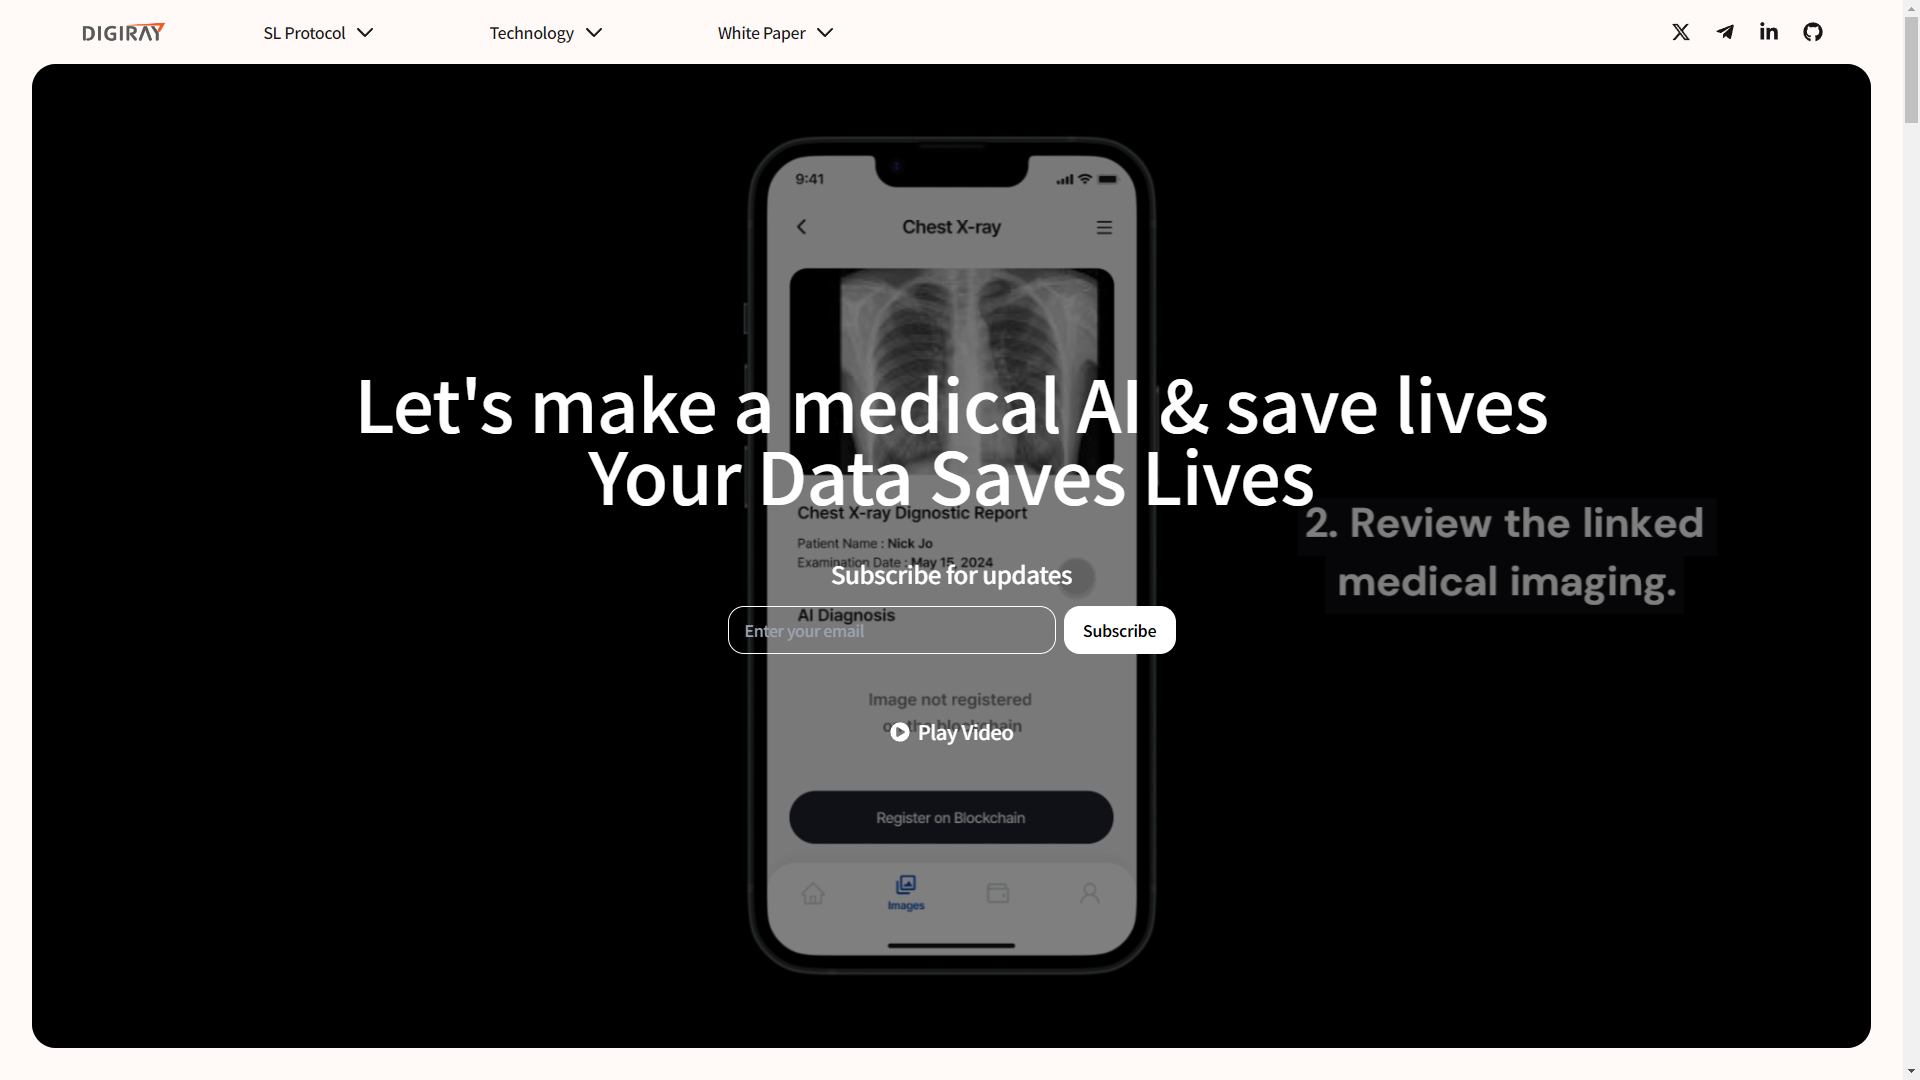 DIGIRAY
SL Protocol
Technology
White Paper
9:41
Chest X-ray
Let's make a medical AI & save lives
Your Data Saves Lives
Chest X-ray Dignostic Report
2. Review the linked
medical imaging.
Patient Name : Nick Jo
Examination Date : May 15, 2024
Subscribe for updates
AI Diagnosis
Enter your email
Subscribe
Image not registered
on the blockchain
Play Video
Register on Blockchain
Images